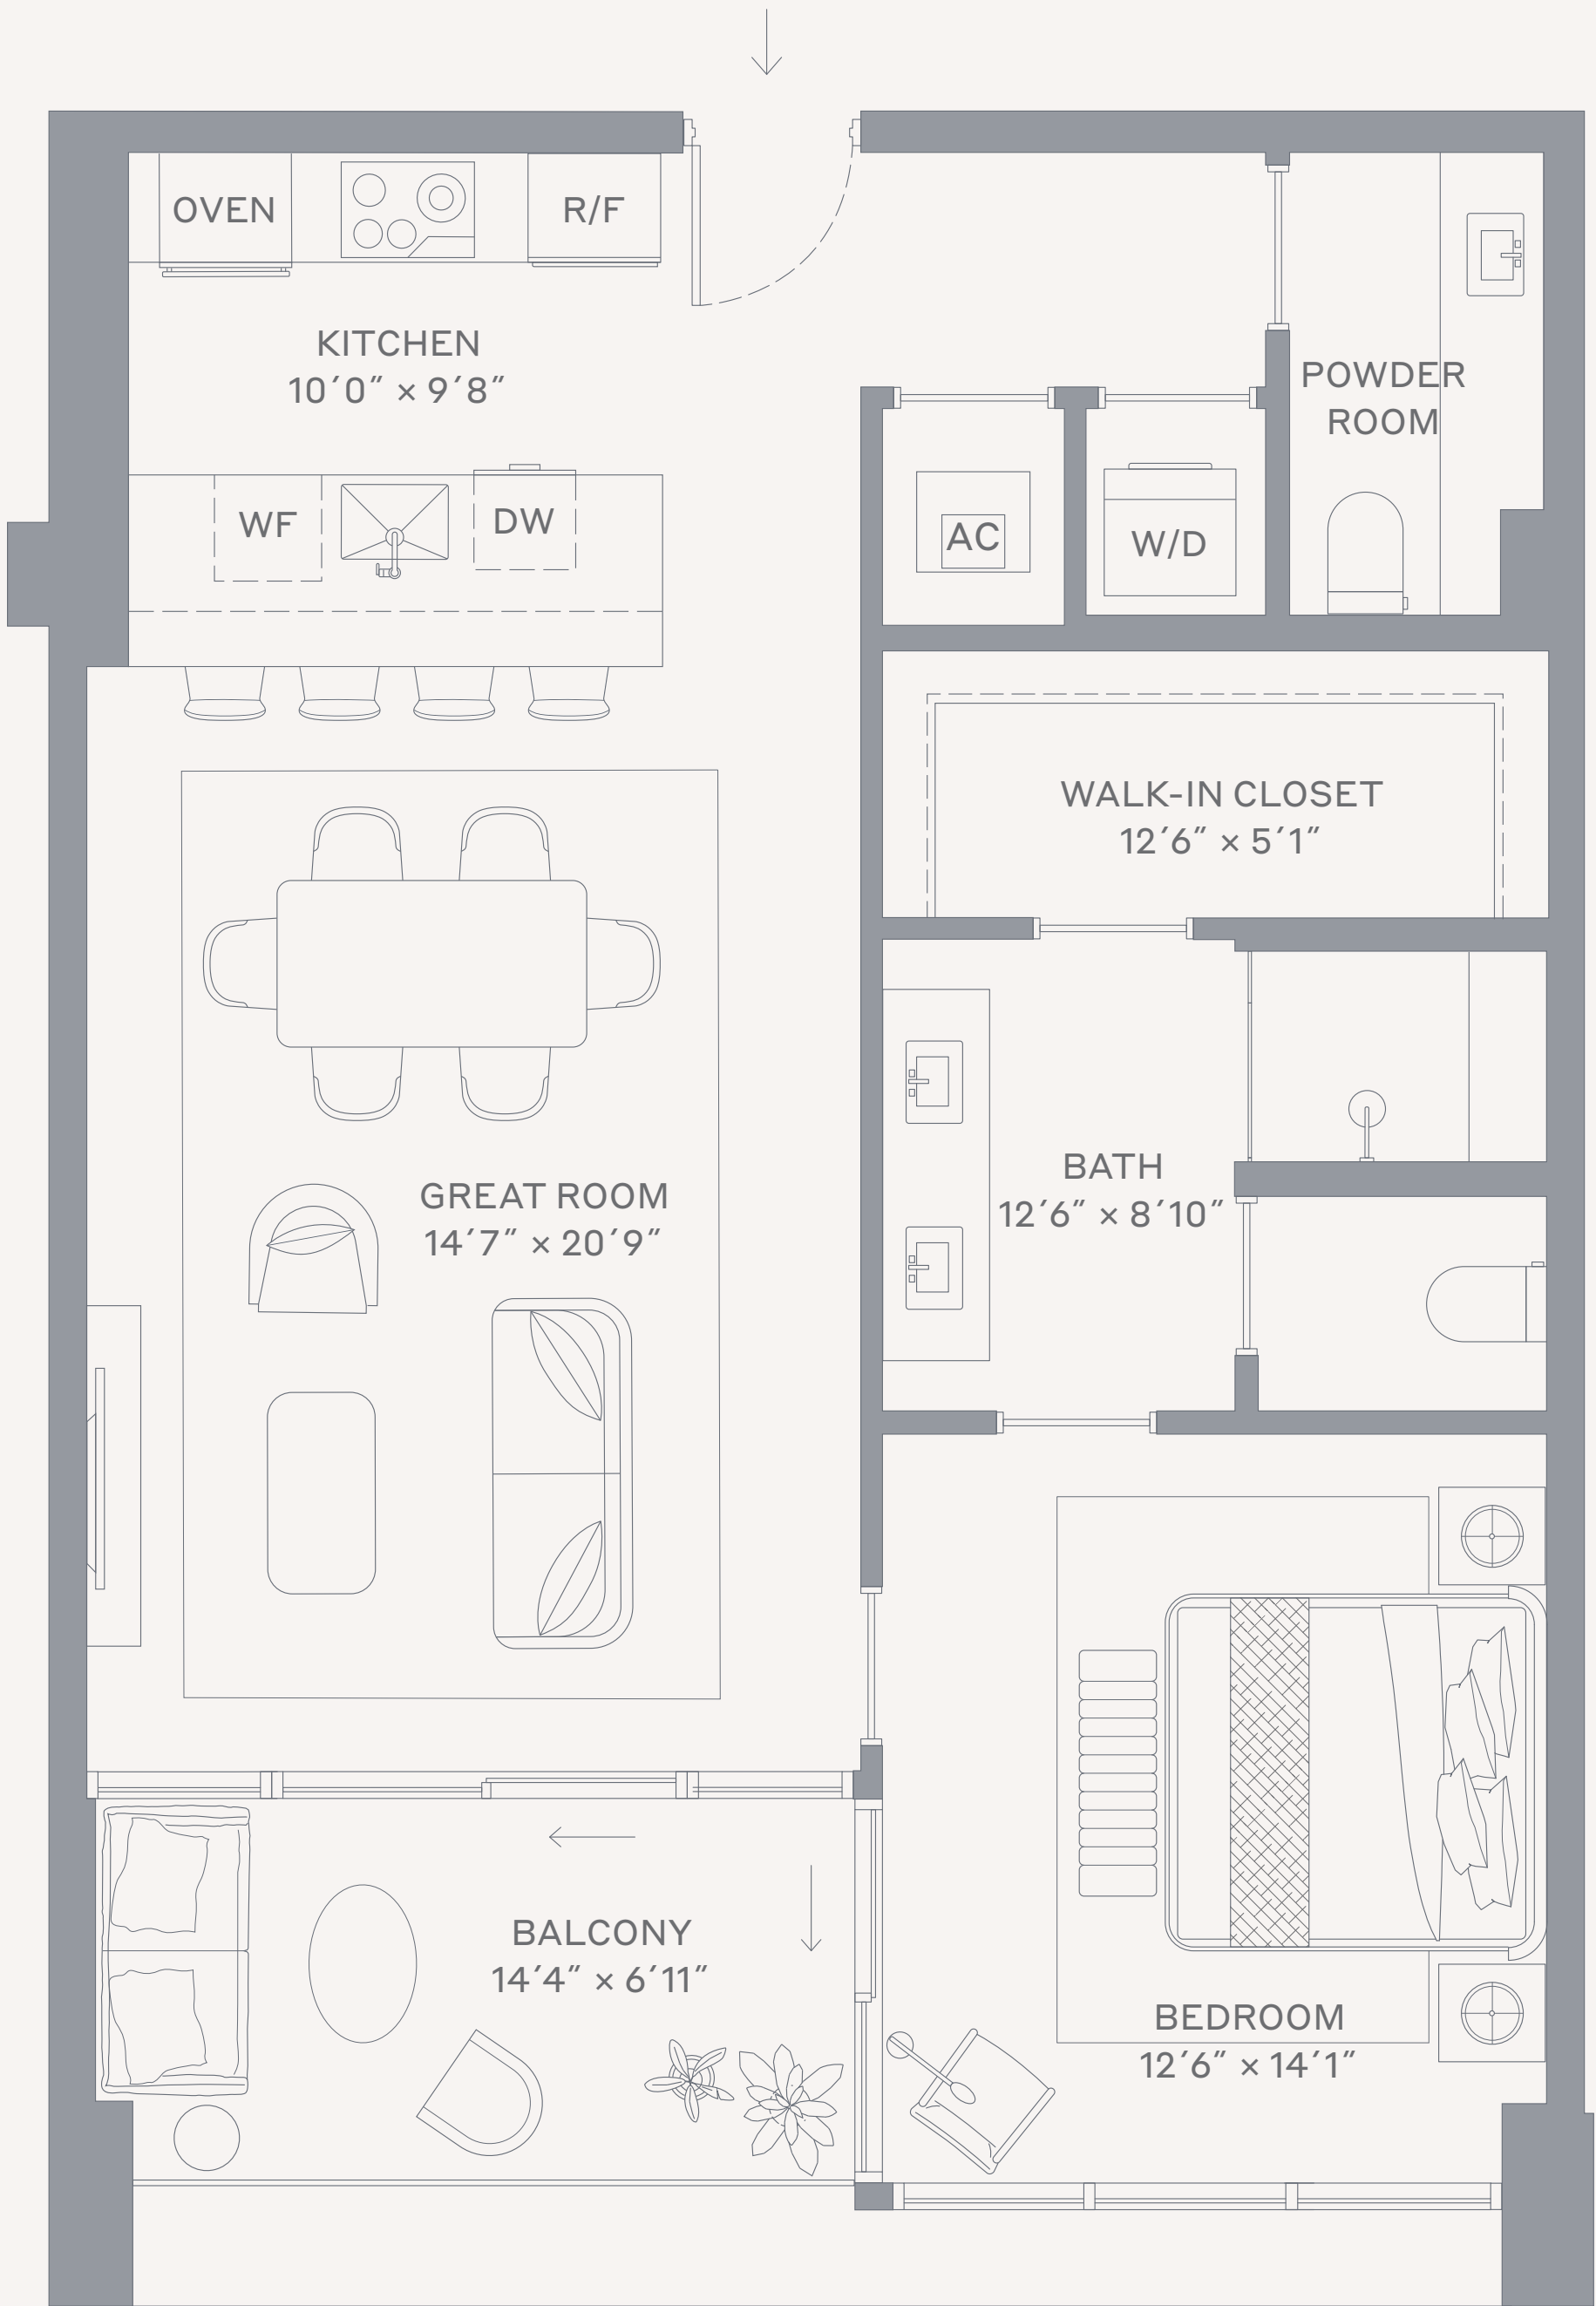 OVEN
R/F
KITCHEN
10′0″ × 9′8″
POWDER
ROOM
WF
DW
AC
W/D
WALK-IN CLOSET
12′6″ × 5′1″
GREAT ROOM
14′7″ × 20′9″
BATH
12′6″ × 8′10″
BALCONY
14′4″ × 6′11″
BEDROOM
12′6″ × 14′1″